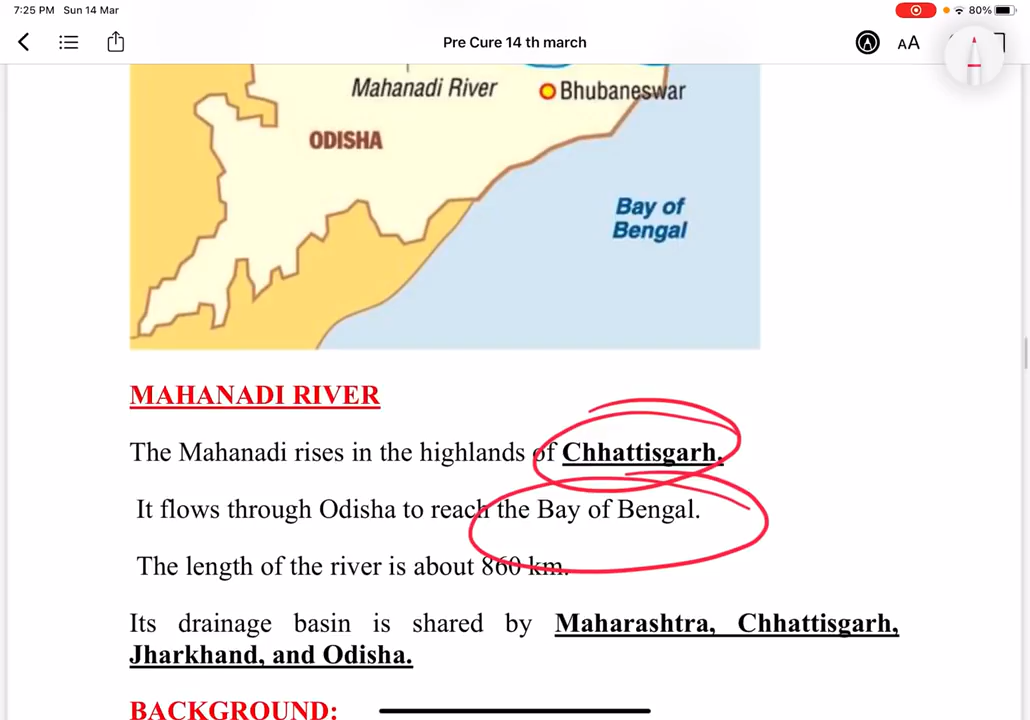 7:25 PM Sun 14 Mar
80%
Pre Cure 14 th march
AA
Mahanadi River
Bhubaneswar
ODISHA
Bay of
Bengal
MAHANADI RIVER
The Mahanadi rises in the highlands of Chhattisgarh.
It flows through Odisha to reach the Bay of Bengal.
The length of the river is about 860 km.
Its drainage basin is shared by Maharashtra, Chhattisgarh,
Jharkhand, and Odisha.
BACKGROUND: